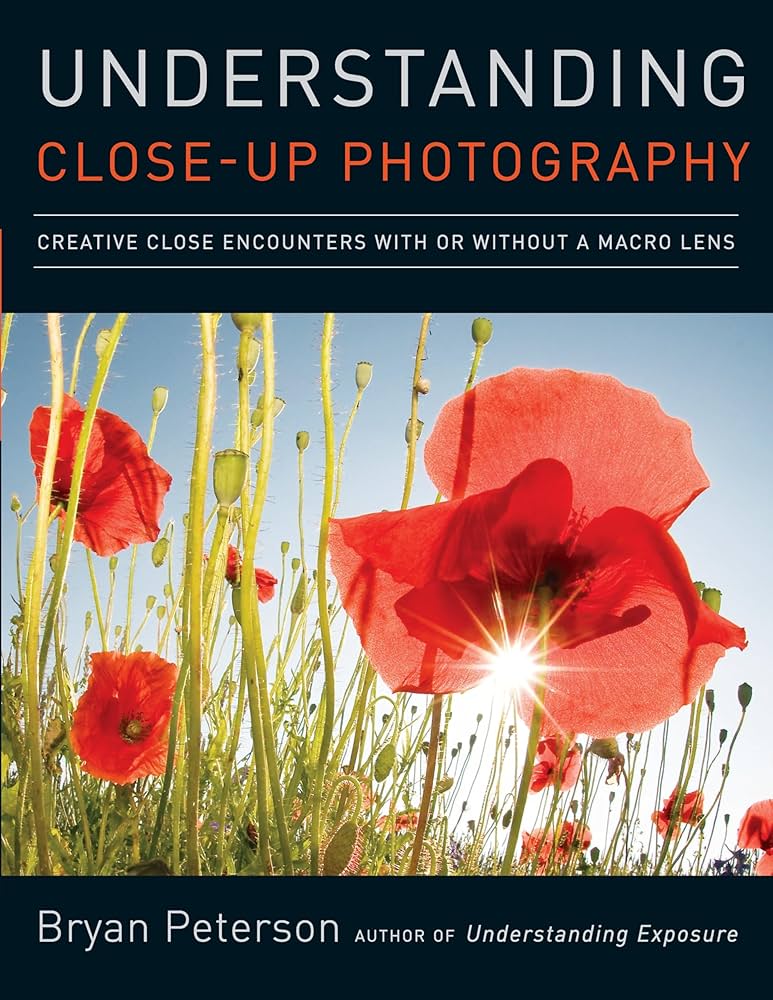 UNDERSTANDING
CLOSE-UP PHOTOGRAPHY
CREATIVE CLOSE ENCOUNTERS WITH OR WITHOUT A MACRO LENS
Bryan Peterson AUTHOR OF Understanding Exposure